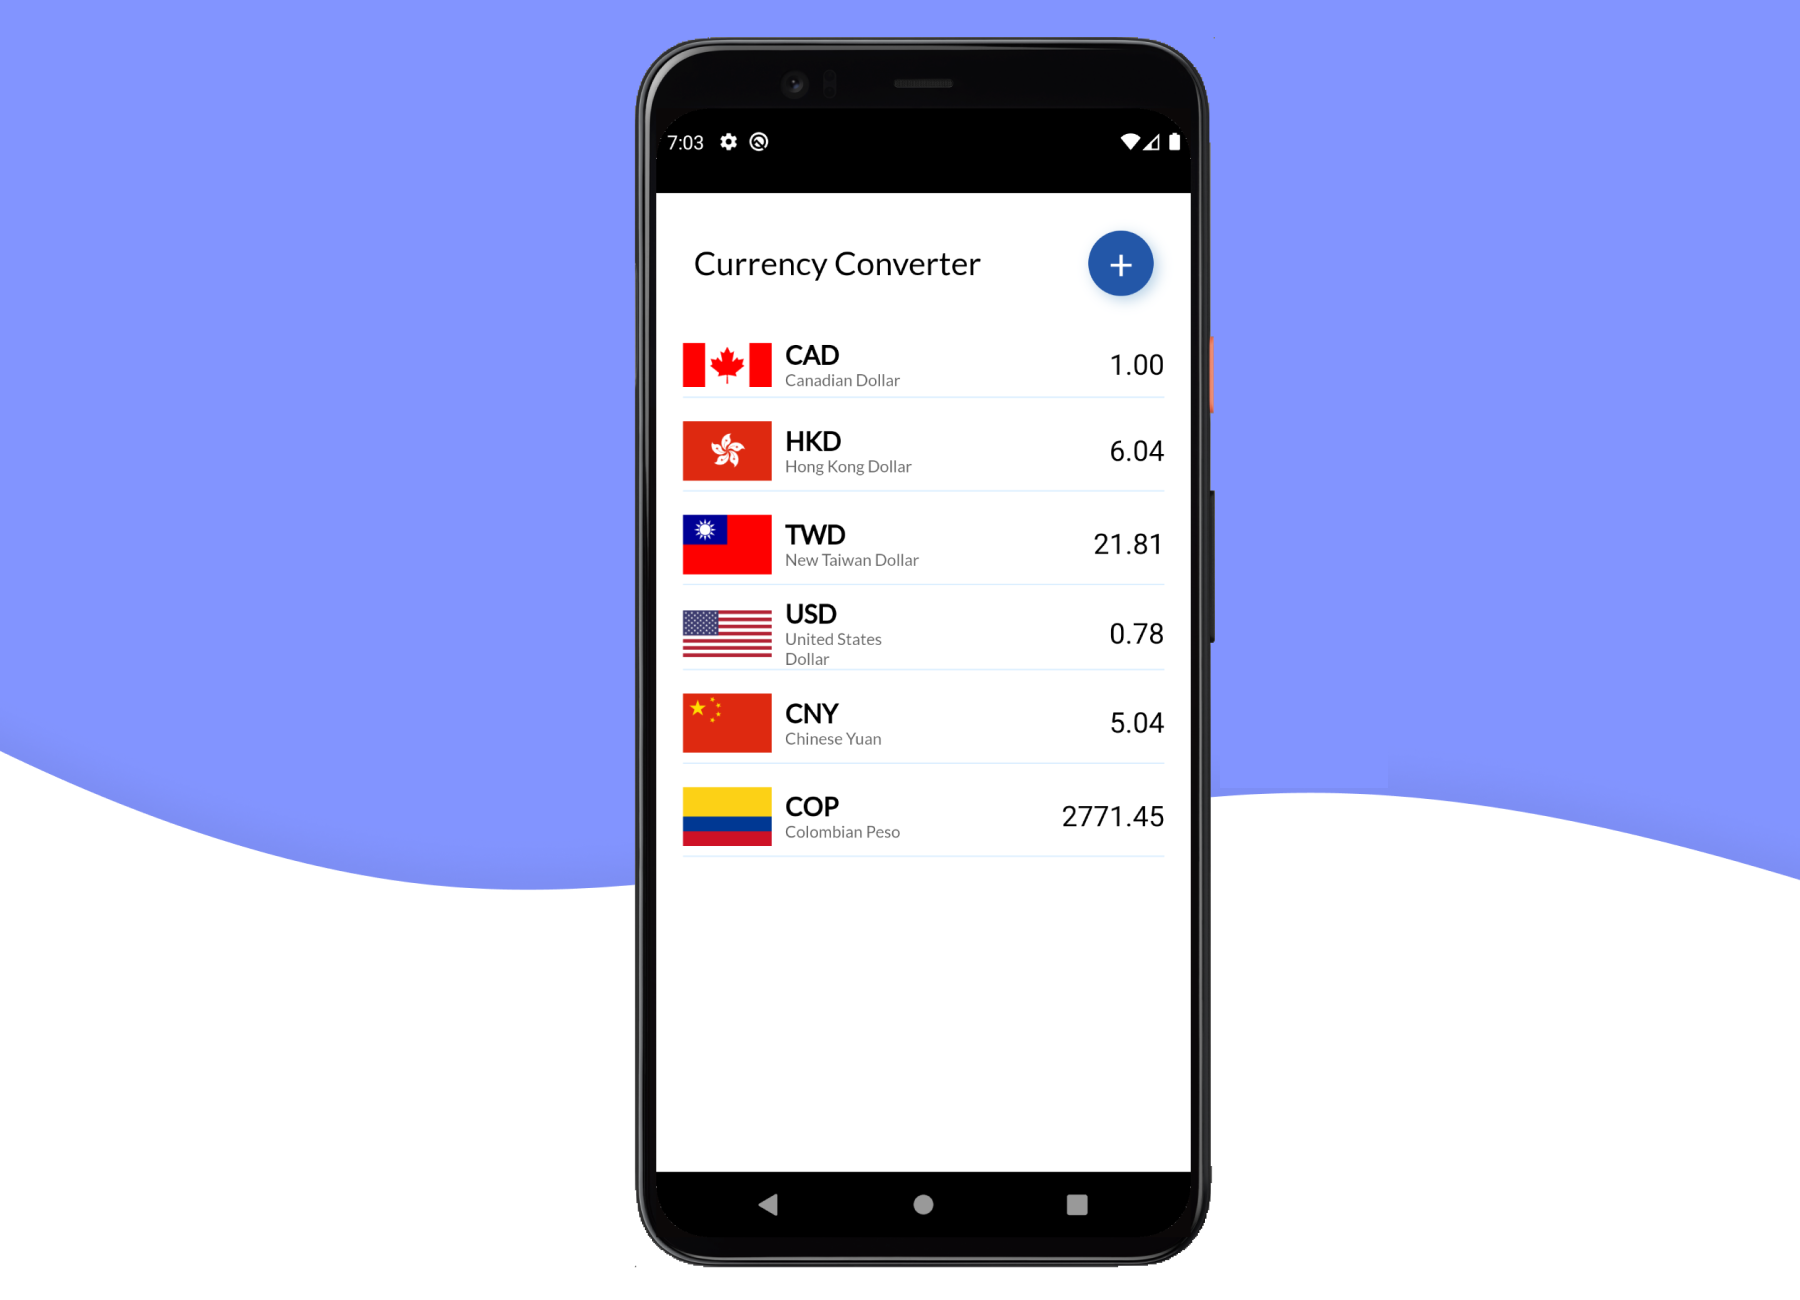 7:03
Currency Converter
+
CAD
Canadian Dollar
1.00
HKD
Hong Kong Dollar
6.04
TWD
New Taiwan Dollar
21.81
USD
United States
Dollar
0.78
CNY
Chinese Yuan
5.04
COP
Colombian Peso
2771.45